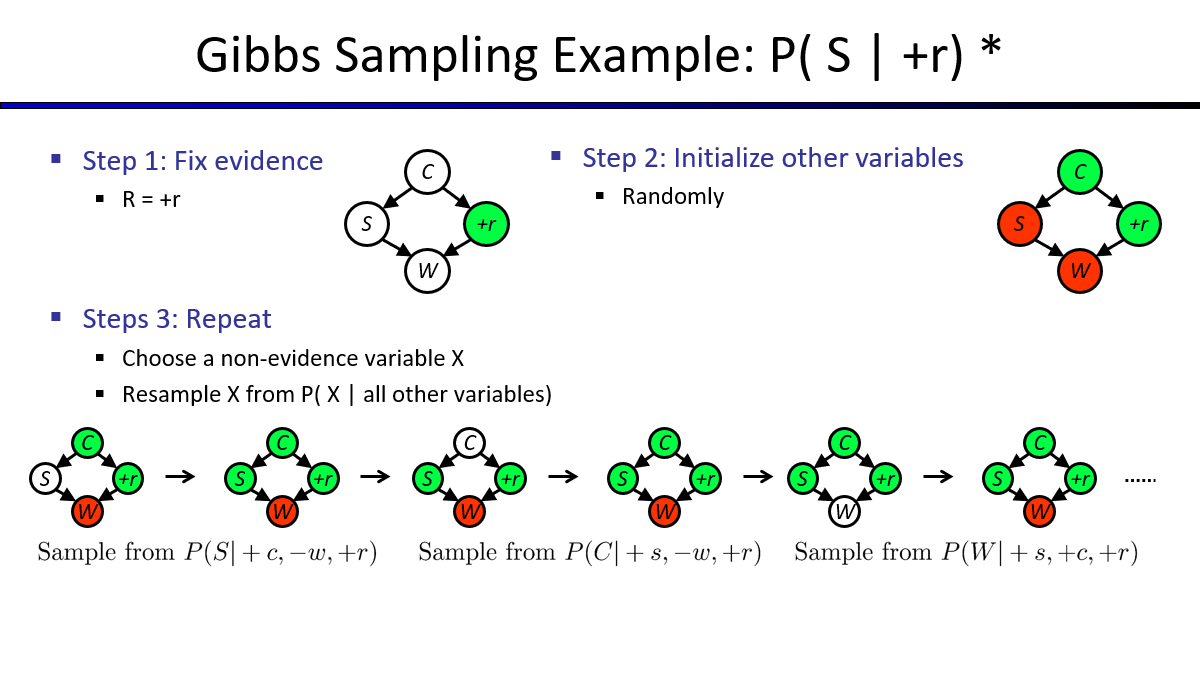 Gibbs Sampling Example: P( S | +r) *
▪ Step 1: Fix evidence
▪ R = +r
C
S
+r
W
▪ Step 2: Initialize other variables
▪ Randomly
C
S
+r
W
▪ Steps 3: Repeat
▪ Choose a non-evidence variable X
▪ Resample X from P( X | all other variables)
C
S
+r
W
C
S
+r
W
C
S
+r
W
C
S
+r
W
C
S
+r
W
C
S
+r
W
......
Sample from P(S| + c, −w, +r)
Sample from P(C| + s, −w, +r)
Sample from P(W| + s, +c, +r)